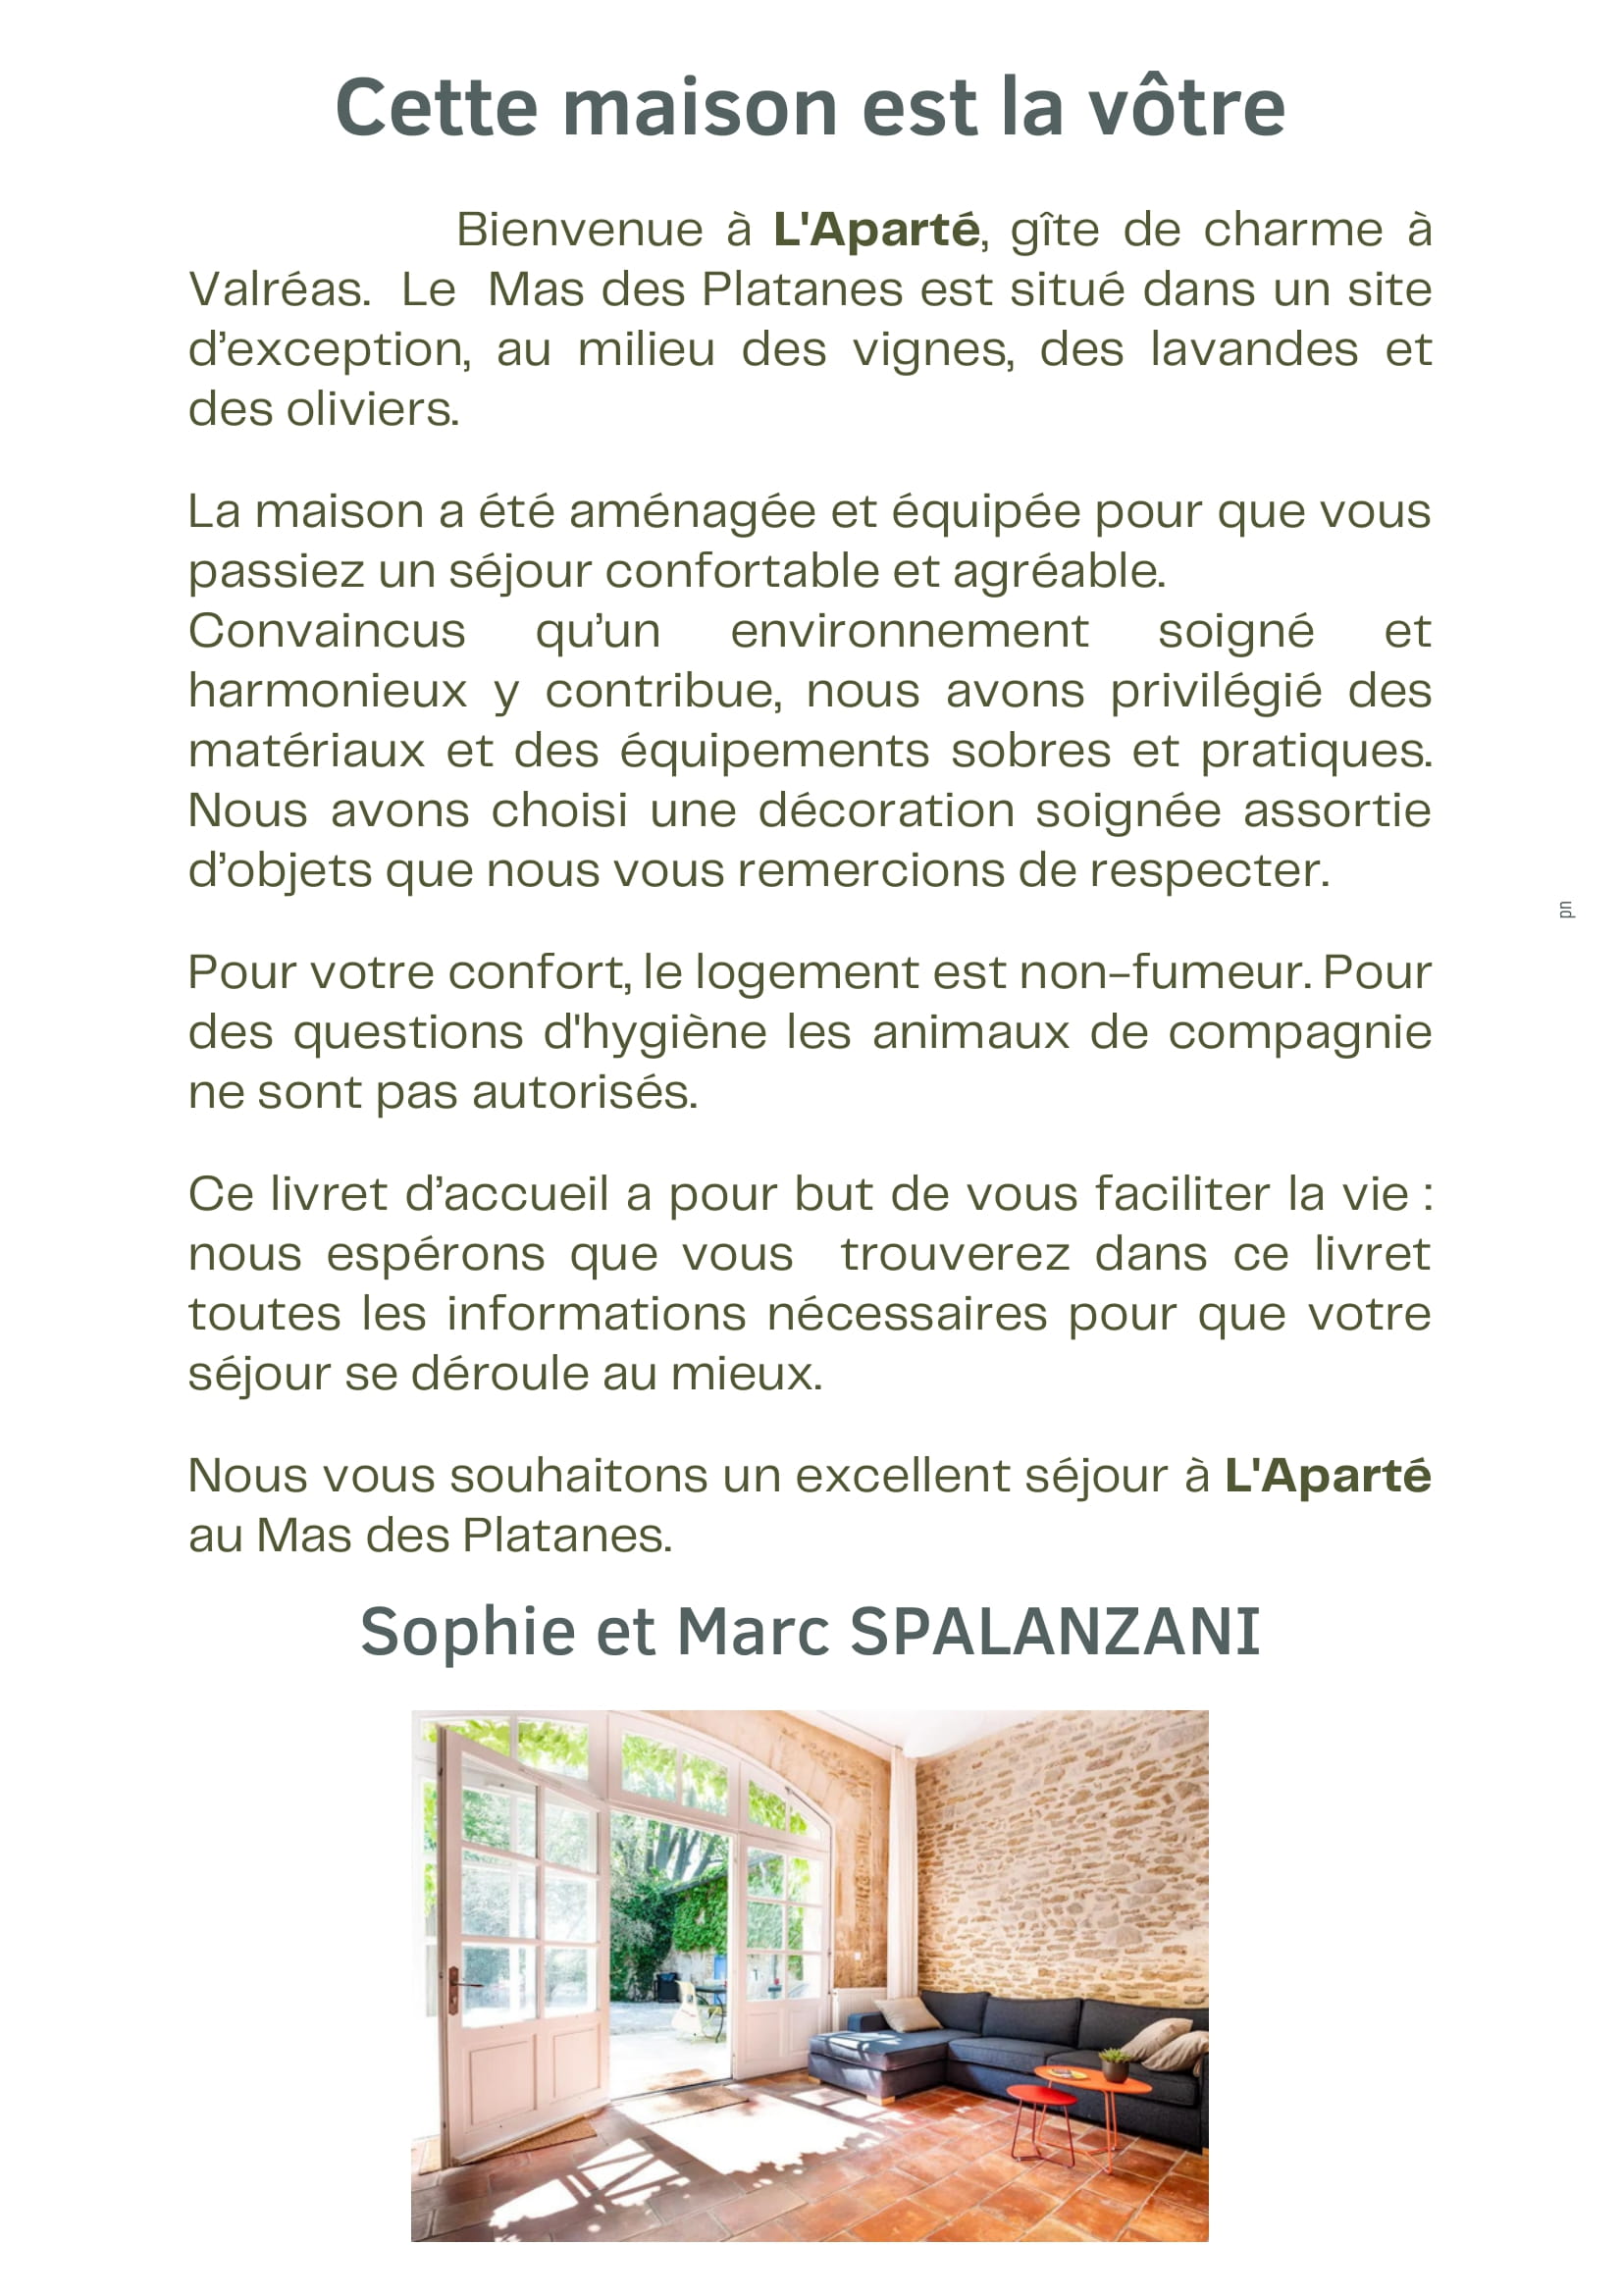 Cette maison est la vôtre
Bienvenue à L'Aparté, gîte de charme à
Valréas. Le Mas des Platanes est situé dans un site
d’exception, au milieu des vignes, des lavandes et
des oliviers.
La maison a été aménagée et équipée pour que vous
passiez un séjour confortable et agréable.
Convaincus qu’un environnement soigné et
harmonieux y contribue, nous avons privilégié des
matériaux et des équipements sobres et pratiques.
Nous avons choisi une décoration soignée assortie
d’objets que nous vous remercions de respecter.
pn
Pour votre confort, le logement est non-fumeur. Pour
des questions d'hygiène les animaux de compagnie
ne sont pas autorisés.
Ce livret d’accueil a pour but de vous faciliter la vie :
nous espérons que vous trouverez dans ce livret
toutes les informations nécessaires pour que votre
séjour se déroule au mieux.
Nous vous souhaitons un excellent séjour à L'Aparté
au Mas des Platanes.
Sophie et Marc SPALANZANI